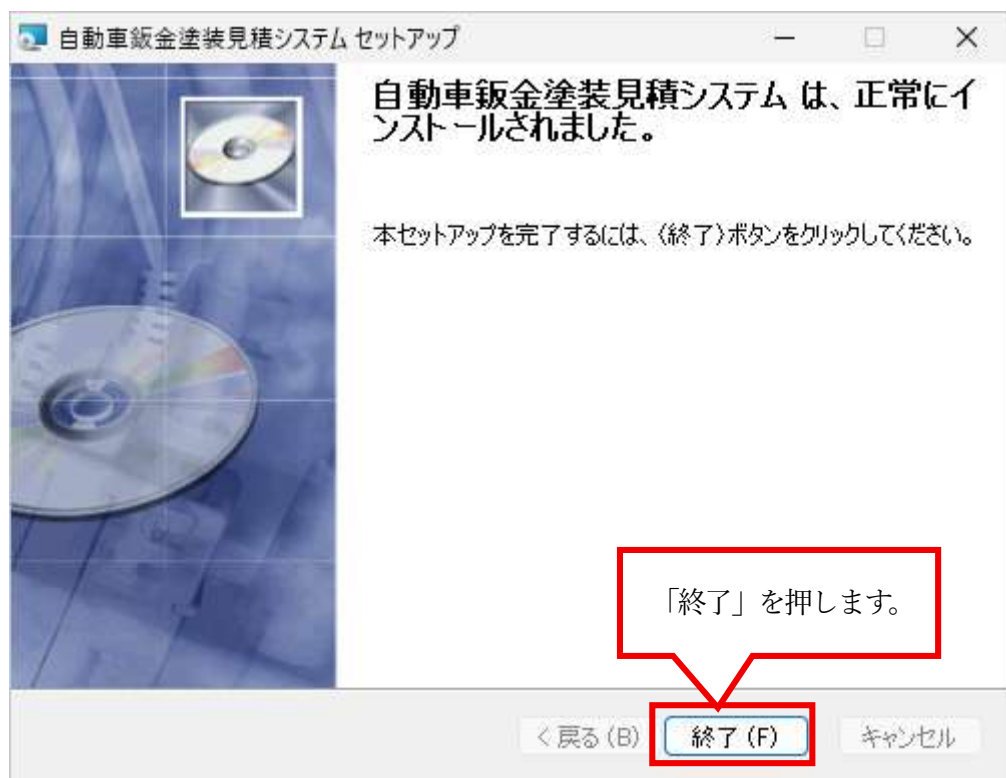 自動車鈑金塗装見積システム セットアップ
自動車鈑金塗装見積システム は、正常にイ
ンストールされました。
本セットアップを完了するには、〈終了〉ボタンをクリックしてください。
「終了」を押します。
< 戻る (B)
終了 (F)
キャンセル